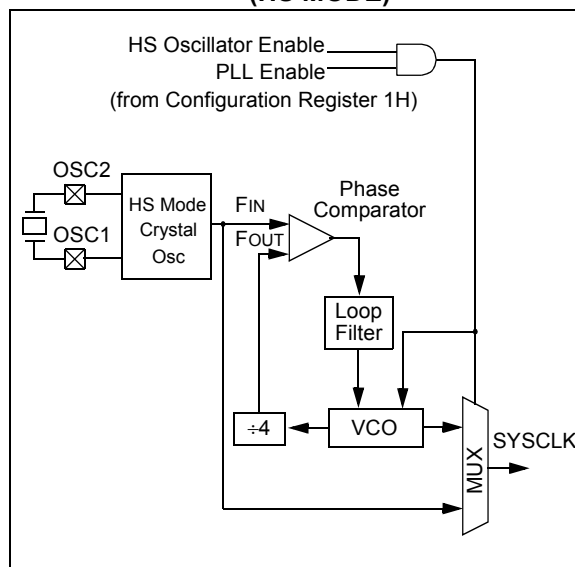 (HS MODE)
HS Oscillator Enable
PLL Enable
(from Configuration Register 1H)
OSC2
OSC1
HS Mode
Crystal
Osc
FIN
FOUT
Phase
Comparator
Loop
Filter
÷4
VCO
MUX
SYSCLK